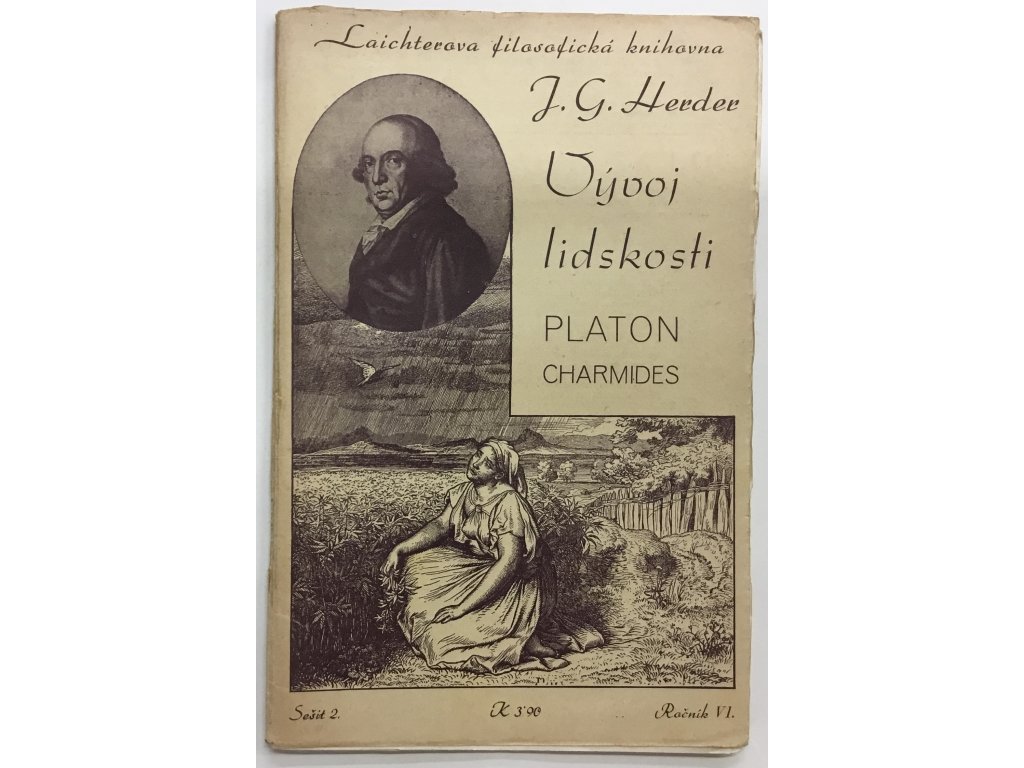 Laichterova filosofická knihovna
J. G. Herder
Vývoj
lidskosti
PLATON
CHARMIDES
Sešit 2.
K 3'90
Ročník VI.